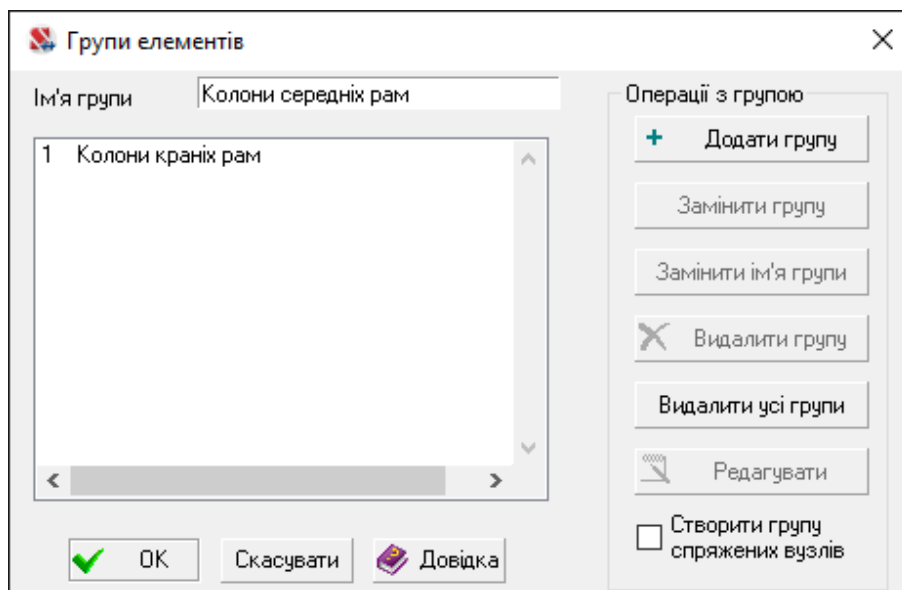 Групи елементів
Ім'я групи
Колони середніх рам
1 Колони краніх рам
Операції з групою
+ Додати групу
Замінити групу
Замінити ім'я групи
Видалити групу
Видалити усі групи
Редагувати
Створити групу
спряжених вузлів
OK
Скасувати
Довідка